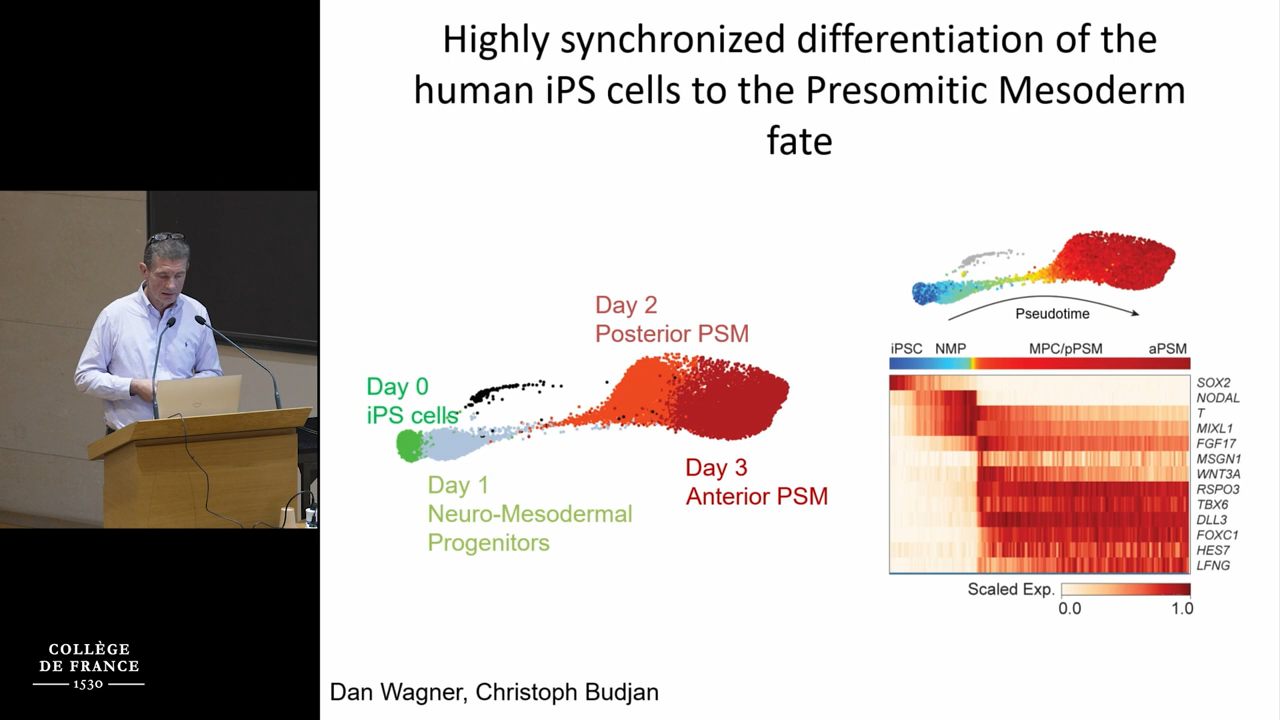 Highly synchronized differentiation of the
human iPS cells to the Presomitic Mesoderm
fate
Day 2
Posterior PSM
Day 0
iPS cells
Day 3
Anterior PSM
Day 1
Neuro-Mesodermal
Progenitors
Pseudotime
iPSC NMP MPC/pPSM aPSM
SOX2
NODAL
T
MIXL1
FGF17
MSGN1
WNT3A
RSPO3
TBX6
DLL3
FOXC1
HES7
LFNG
Scaled Exp.
0.0 1.0
Dan Wagner, Christoph Budjan
COLLÈGE
DE FRANCE
1530